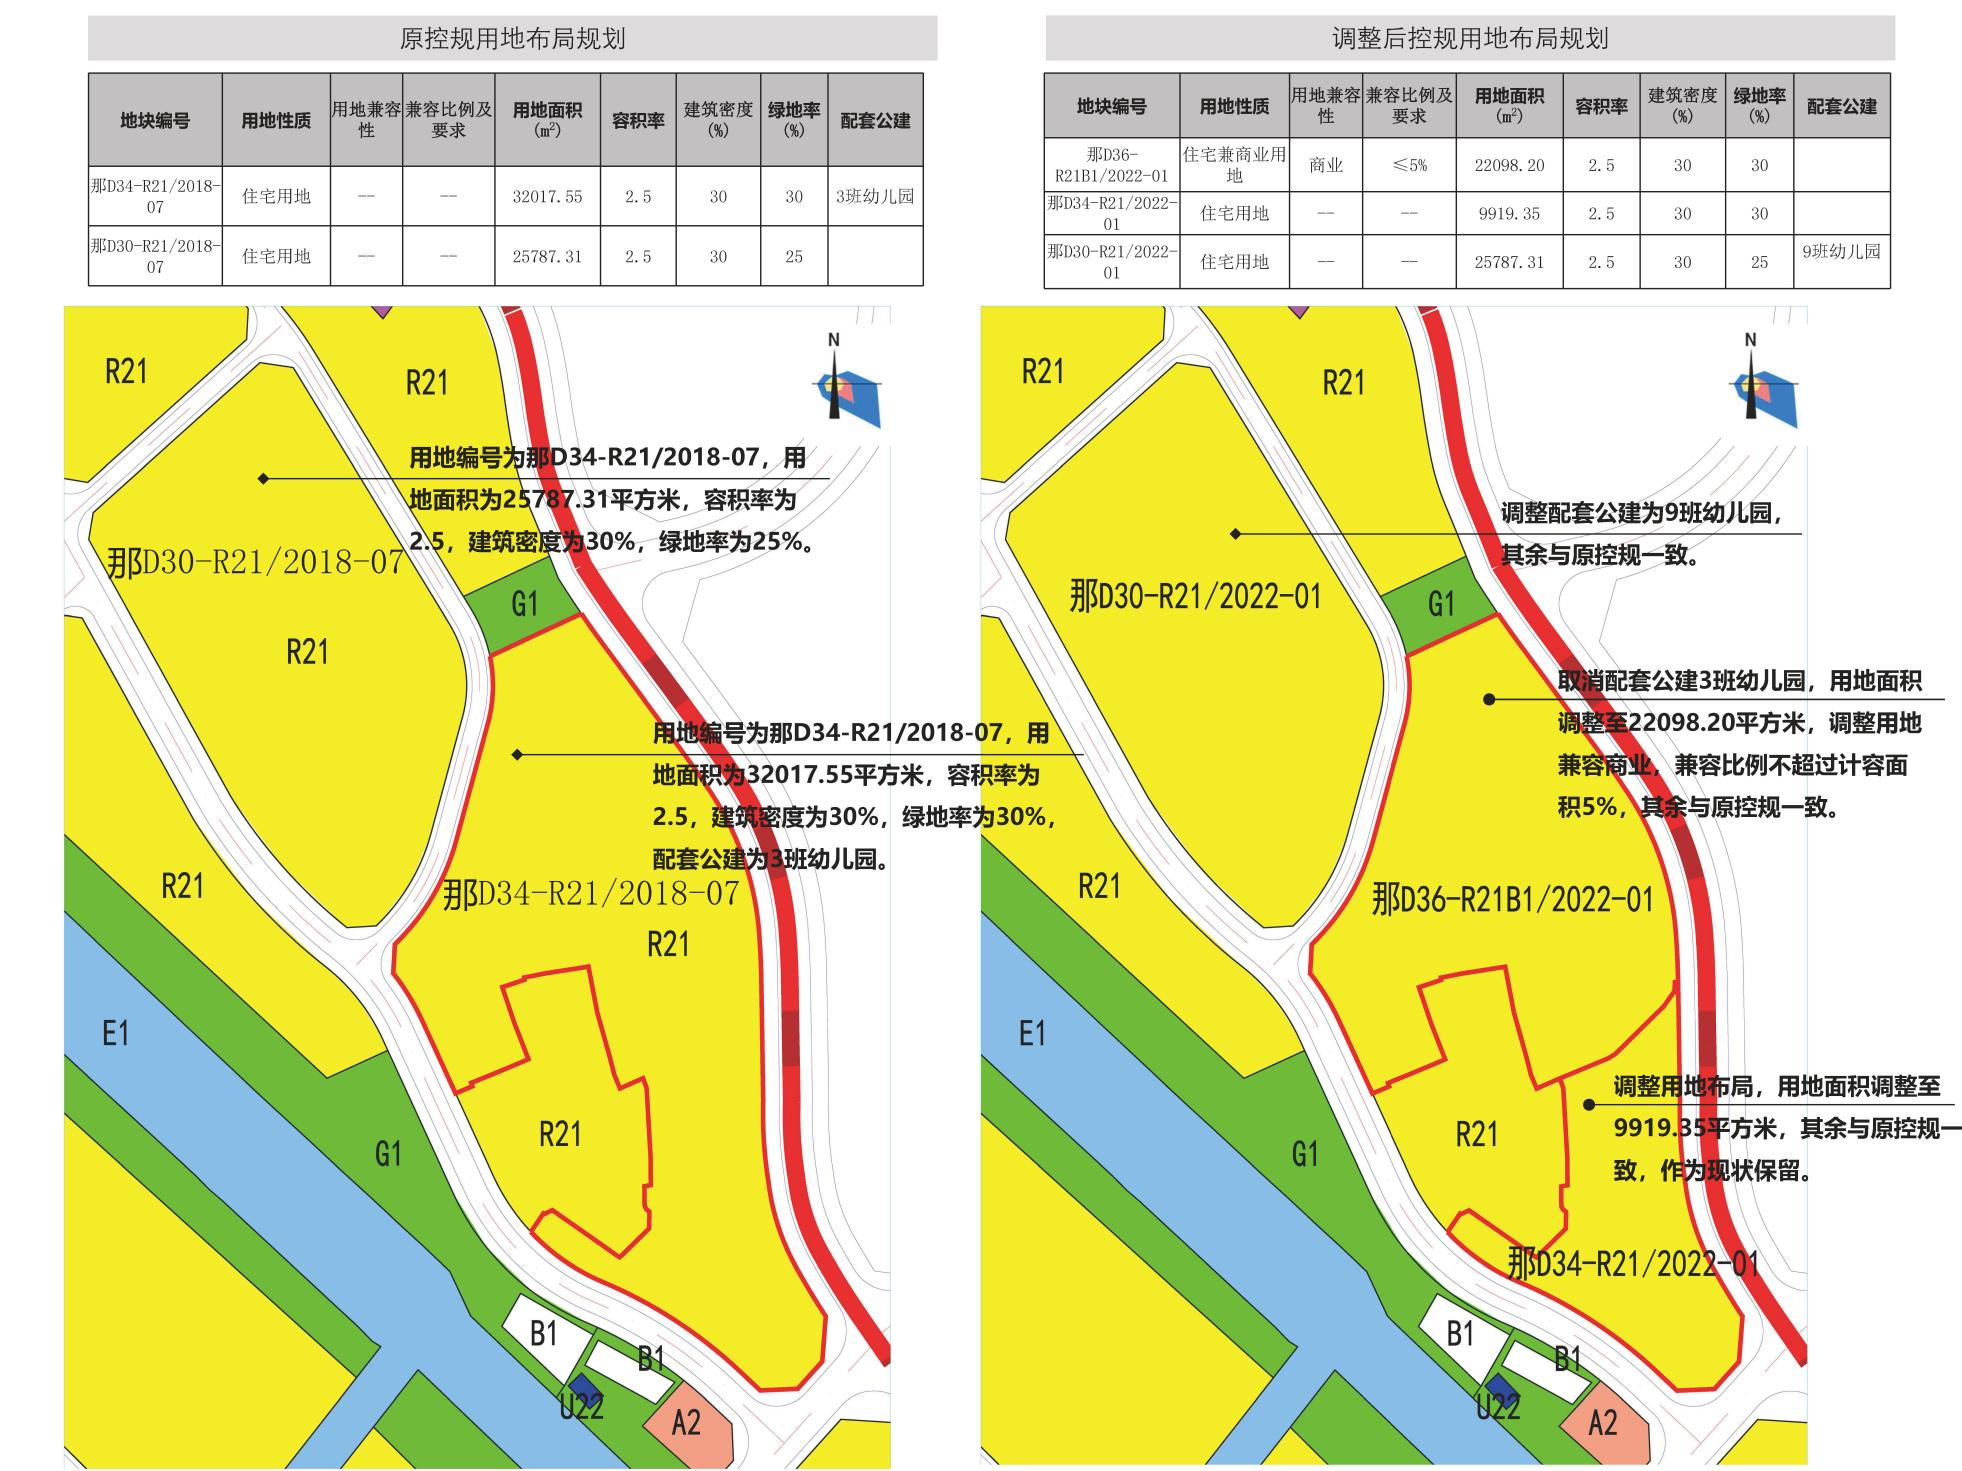 原控规用地布局规划
地块编号 用地性质 用地兼容性 兼容比例及要求 用地面积(m²) 容积率 建筑密度(%) 绿地率(%) 配套公建
那D34-R21/2018-07 住宅用地 -- -- 32017.55 2.5 30 30 3班幼儿园
那D30-R21/2018-07 住宅用地 -- -- 25787.31 2.5 30 25
R21
R21
N
用地编号为那D34-R21/2018-07，用
地面积为25787.31平方米，容积率为
2.5，建筑密度为30%，绿地率为25%。
那D30-R21/2018-07
G1
R21
用地编号为那D34-R21/2018-07，用
地面积为32017.55平方米，容积率为
2.5，建筑密度为30%，绿地率为30%，
配套公建为3班幼儿园。
R21
那D34-R21/2018-07
R21
E1
R21
G1
B1
B1
U22
A2
调整后控规用地布局规划
地块编号 用地性质 用地兼容性 兼容比例及要求 用地面积(m²) 容积率 建筑密度(%) 绿地率(%) 配套公建
那D36-R21B1/2022-01 住宅兼商业用地 商业 ≤5% 22098.20 2.5 30 30
那D34-R21/2022-01 住宅用地 -- -- 9919.35 2.5 30 30
那D30-R21/2022-01 住宅用地 -- -- 25787.31 2.5 30 25 9班幼儿园
R21
R21
N
调整配套公建为9班幼儿园，
其余与原控规一致。
那D30-R21/2022-01
G1
取消配套公建3班幼儿园，用地面积
调整至22098.20平方米，调整用地
兼容商业，兼容比例不超过计容面
积5%，其余与原控规一致。
R21
那D36-R21B1/2022-01
E1
调整用地布局，用地面积调整至
9919.35平方米，其余与原控规一
致，作为现状保留。
R21
G1
那D34-R21/2022-01
B1
B1
U22
A2